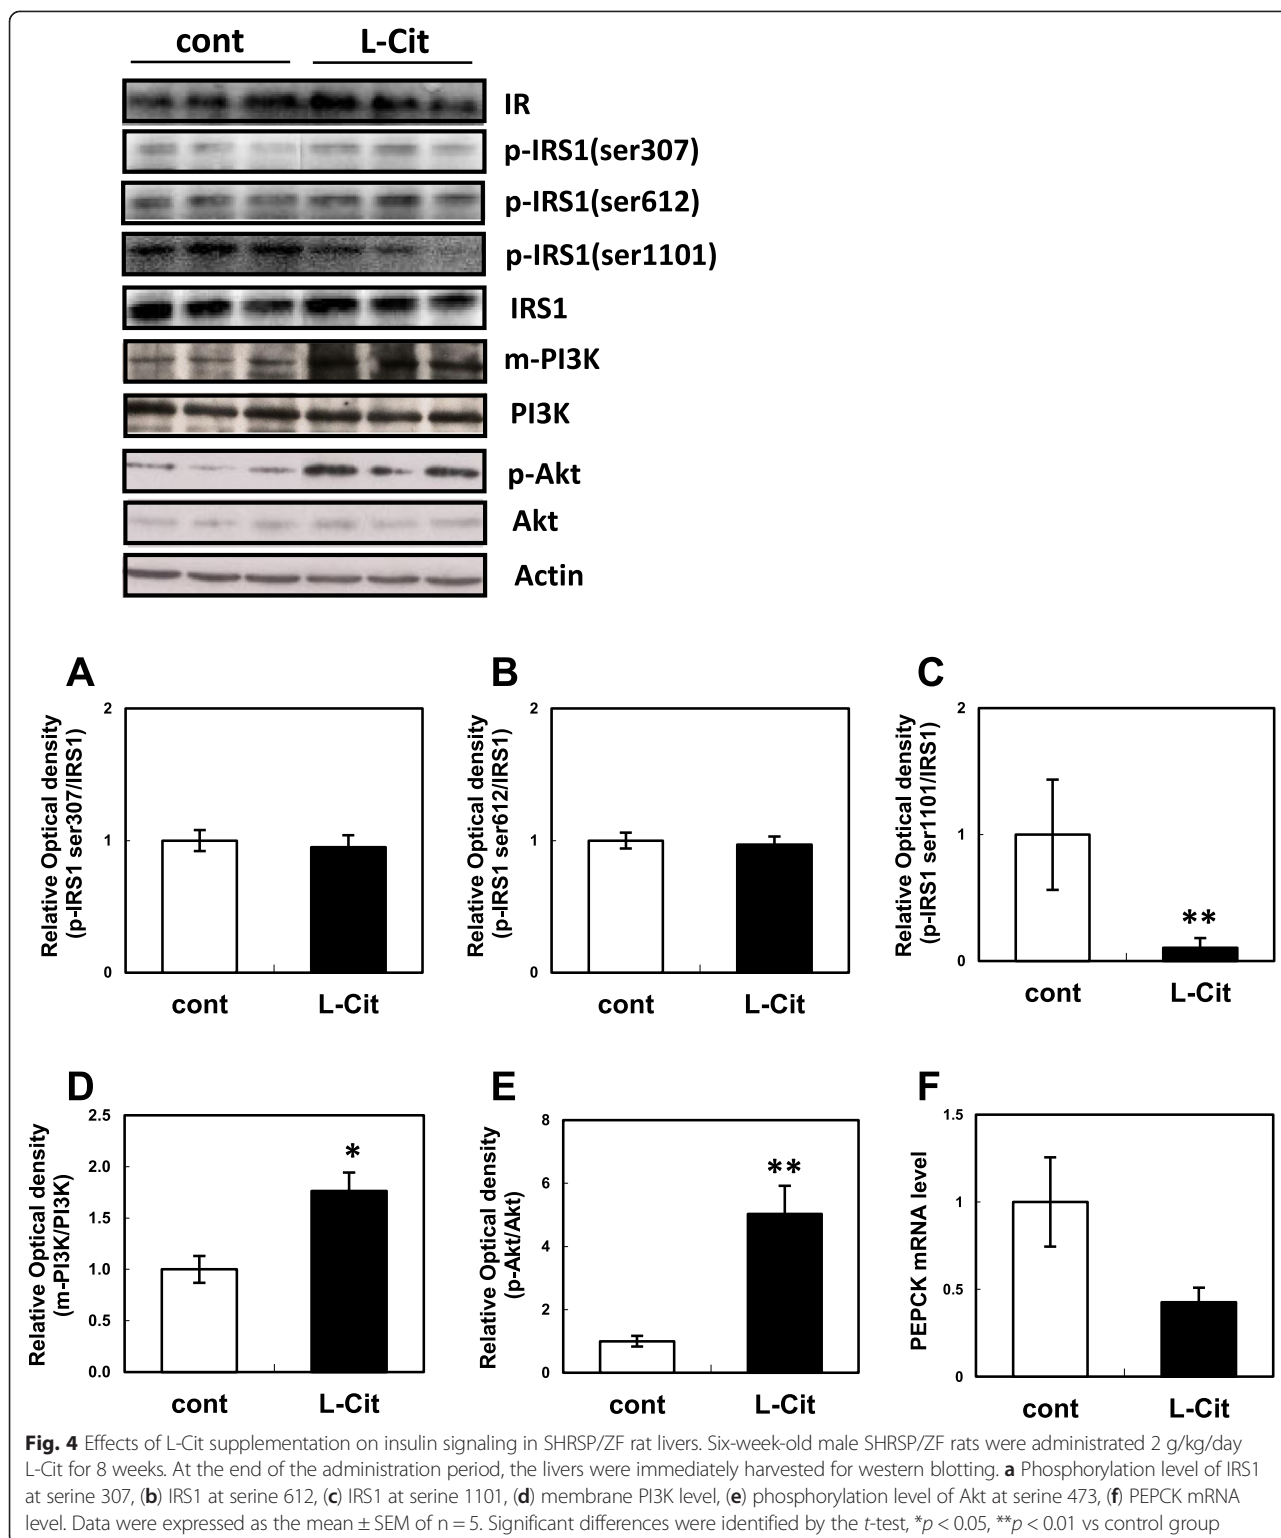 cont L-Cit
IR
p-IRS1(ser307)
p-IRS1(ser612)
p-IRS1(ser1101)
IRS1
m-PI3K
PI3K
p-Akt
Akt
Actin
A
Relative Optical density
(p-IRS1 ser307/IRS1)
2
1
0
cont L-Cit
B
Relative Optical density
(p-IRS1 ser612/IRS1)
2
1
0
cont L-Cit
C
Relative Optical density
(p-IRS1 ser1101/IRS1)
2
1
0
**
cont L-Cit
D
Relative Optical density
(m-PI3K/PI3K)
2.5
2.0
1.5
1.0
0.5
0.0
*
cont L-Cit
E
Relative Optical density
(p-Akt/Akt)
8
6
4
2
0
**
cont L-Cit
F
PEPCK mRNA level
1.5
1
0.5
0
cont L-Cit
Fig. 4 Effects of L-Cit supplementation on insulin signaling in SHRSP/ZF rat livers. Six-week-old male SHRSP/ZF rats were administrated 2 g/kg/day
L-Cit for 8 weeks. At the end of the administration period, the livers were immediately harvested for western blotting. a Phosphorylation level of IRS1
at serine 307, (b) IRS1 at serine 612, (c) IRS1 at serine 1101, (d) membrane PI3K level, (e) phosphorylation level of Akt at serine 473, (f) PEPCK mRNA
level. Data were expressed as the mean ± SEM of n = 5. Significant differences were identified by the t-test, *p < 0.05, **p < 0.01 vs control group